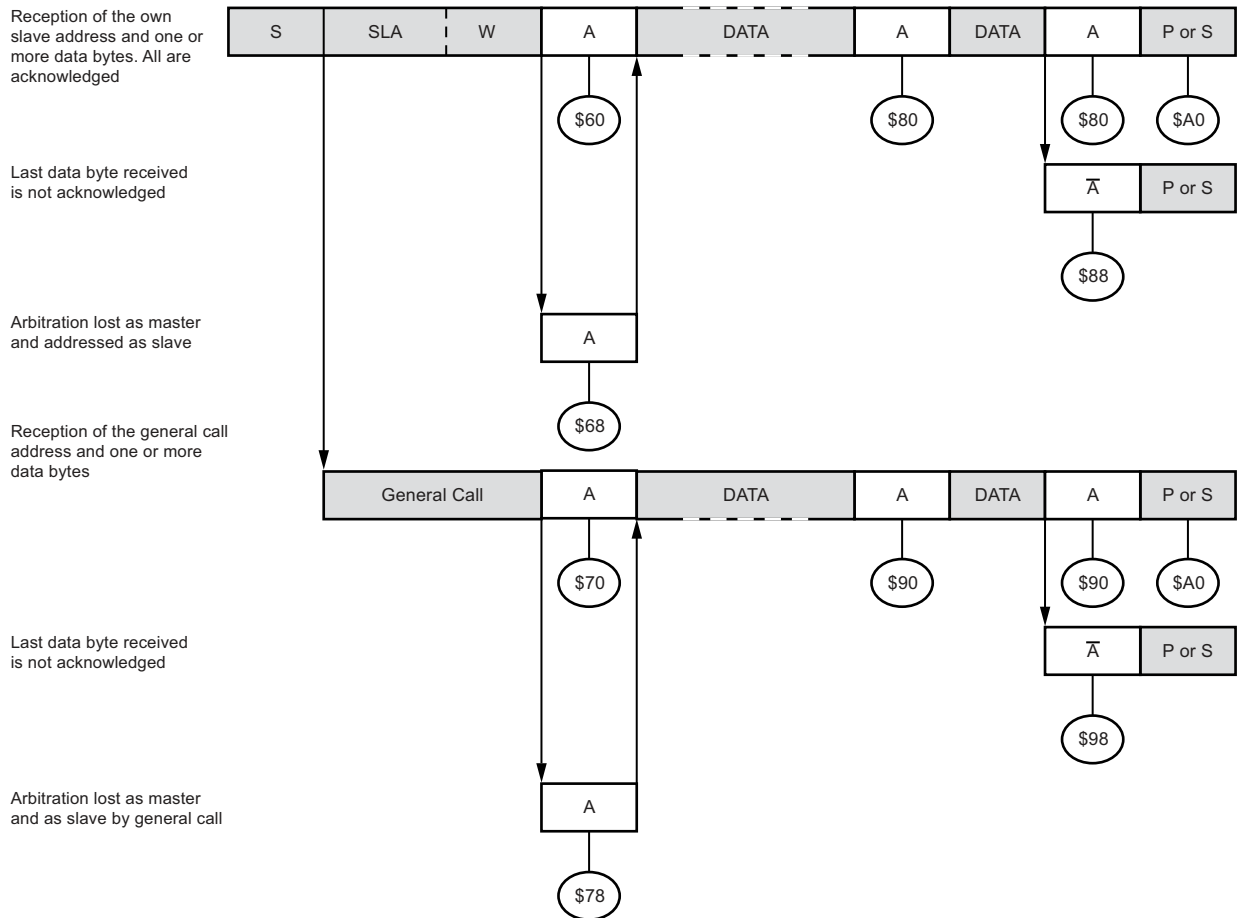 Reception of the own
slave address and one or
more data bytes. All are
acknowledged
S SLA W A DATA A DATA A P or S
$60 $80 $80 $A0
Last data byte received
is not acknowledged
A̅ P or S
$88
Arbitration lost as master
and addressed as slave
A
$68
Reception of the general call
address and one or more
data bytes
General Call A DATA A DATA A P or S
$70 $90 $90 $A0
Last data byte received
is not acknowledged
A̅ P or S
$98
Arbitration lost as master
and as slave by general call
A
$78